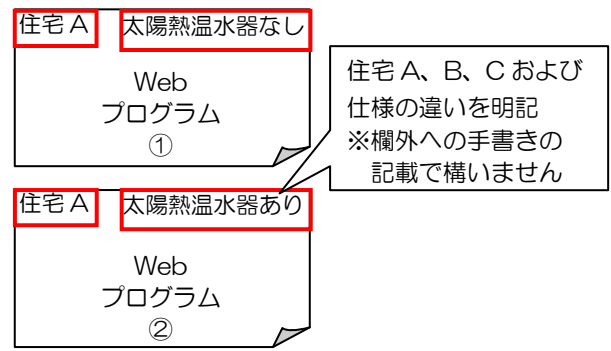 住宅A 太陽熱温水器なし
Web
プログラム
①
住宅A、B、Cおよび
仕様の違いを明記
※欄外への手書きの
記載で構いません
住宅A 太陽熱温水器あり
Web
プログラム
②